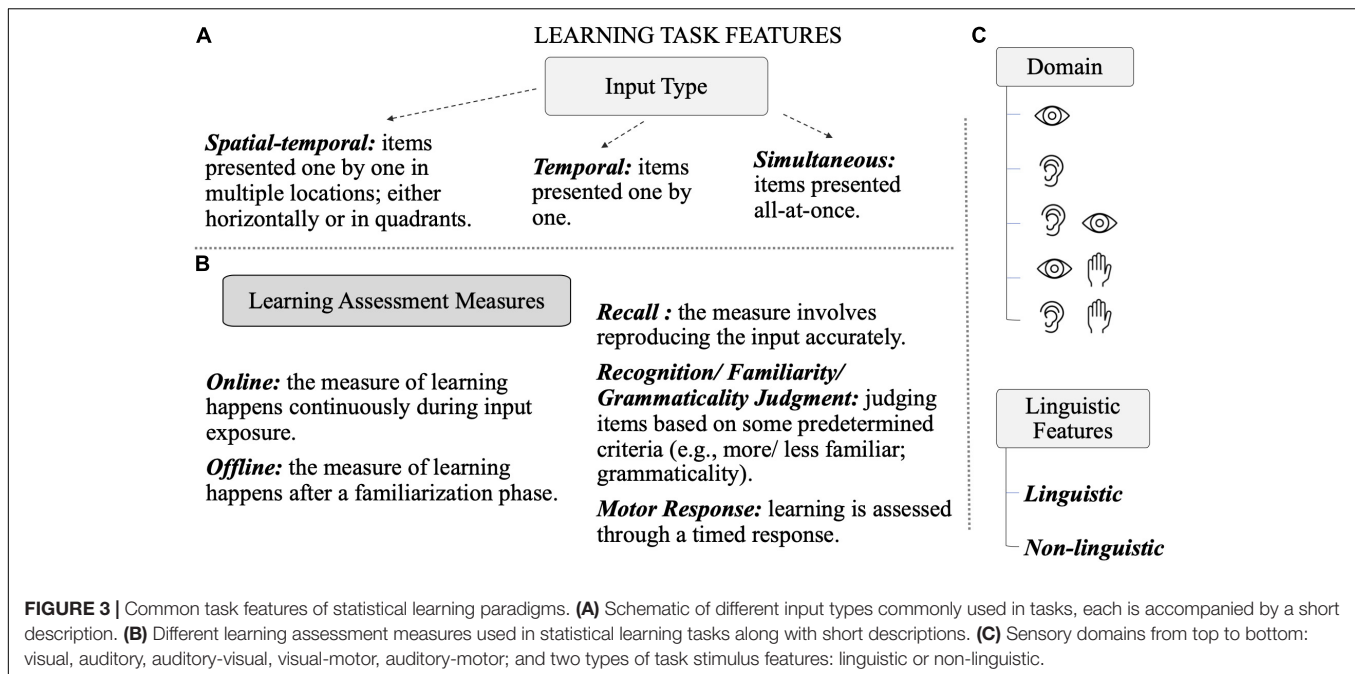 A
LEARNING TASK FEATURES
Input Type
Spatial-temporal: items
presented one by one in
multiple locations; either
horizontally or in quadrants.
Temporal: items
presented one by
one.
Simultaneous:
items presented
all-at-once.
B
Learning Assessment Measures
Online: the measure of learning
happens continuously during input
exposure.
Offline: the measure of learning
happens after a familiarization phase.
Recall : the measure involves
reproducing the input accurately.
Recognition/ Familiarity/
Grammaticality Judgment: judging
items based on some predetermined
criteria (e.g., more/ less familiar;
grammaticality).
Motor Response: learning is assessed
through a timed response.
C
Domain
Linguistic
Features
Linguistic
Non-linguistic
FIGURE 3 | Common task features of statistical learning paradigms. (A) Schematic of different input types commonly used in tasks, each is accompanied by a short
description. (B) Different learning assessment measures used in statistical learning tasks along with short descriptions. (C) Sensory domains from top to bottom:
visual, auditory, auditory-visual, visual-motor, auditory-motor; and two types of task stimulus features: linguistic or non-linguistic.